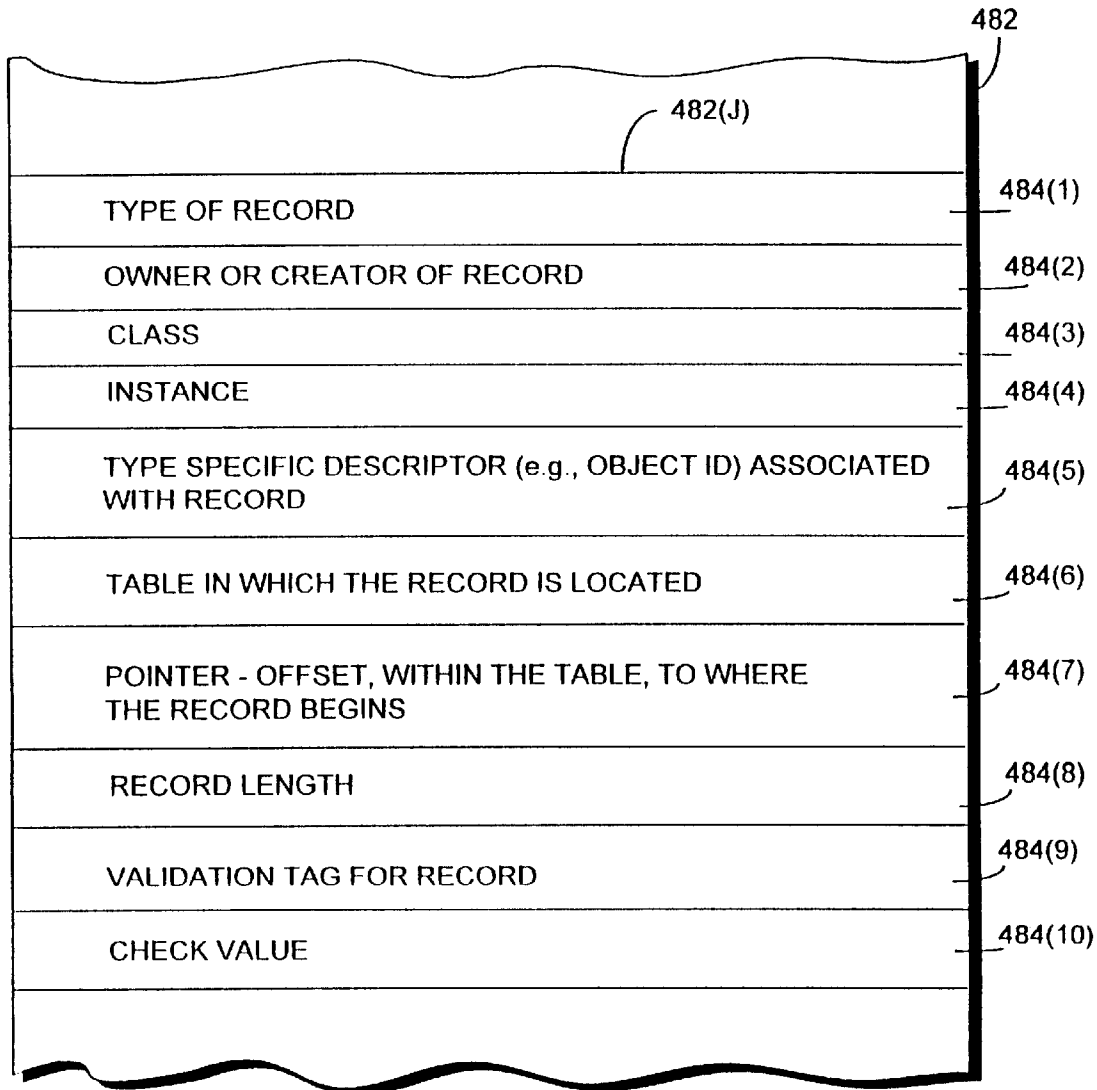 482
482(J)
TYPE OF RECORD
484(1)
OWNER OR CREATOR OF RECORD
484(2)
CLASS
484(3)
INSTANCE
484(4)
TYPE SPECIFIC DESCRIPTOR (e.g., OBJECT ID) ASSOCIATED
WITH RECORD
484(5)
TABLE IN WHICH THE RECORD IS LOCATED
484(6)
POINTER - OFFSET, WITHIN THE TABLE, TO WHERE
THE RECORD BEGINS
484(7)
RECORD LENGTH
484(8)
VALIDATION TAG FOR RECORD
484(9)
CHECK VALUE
484(10)